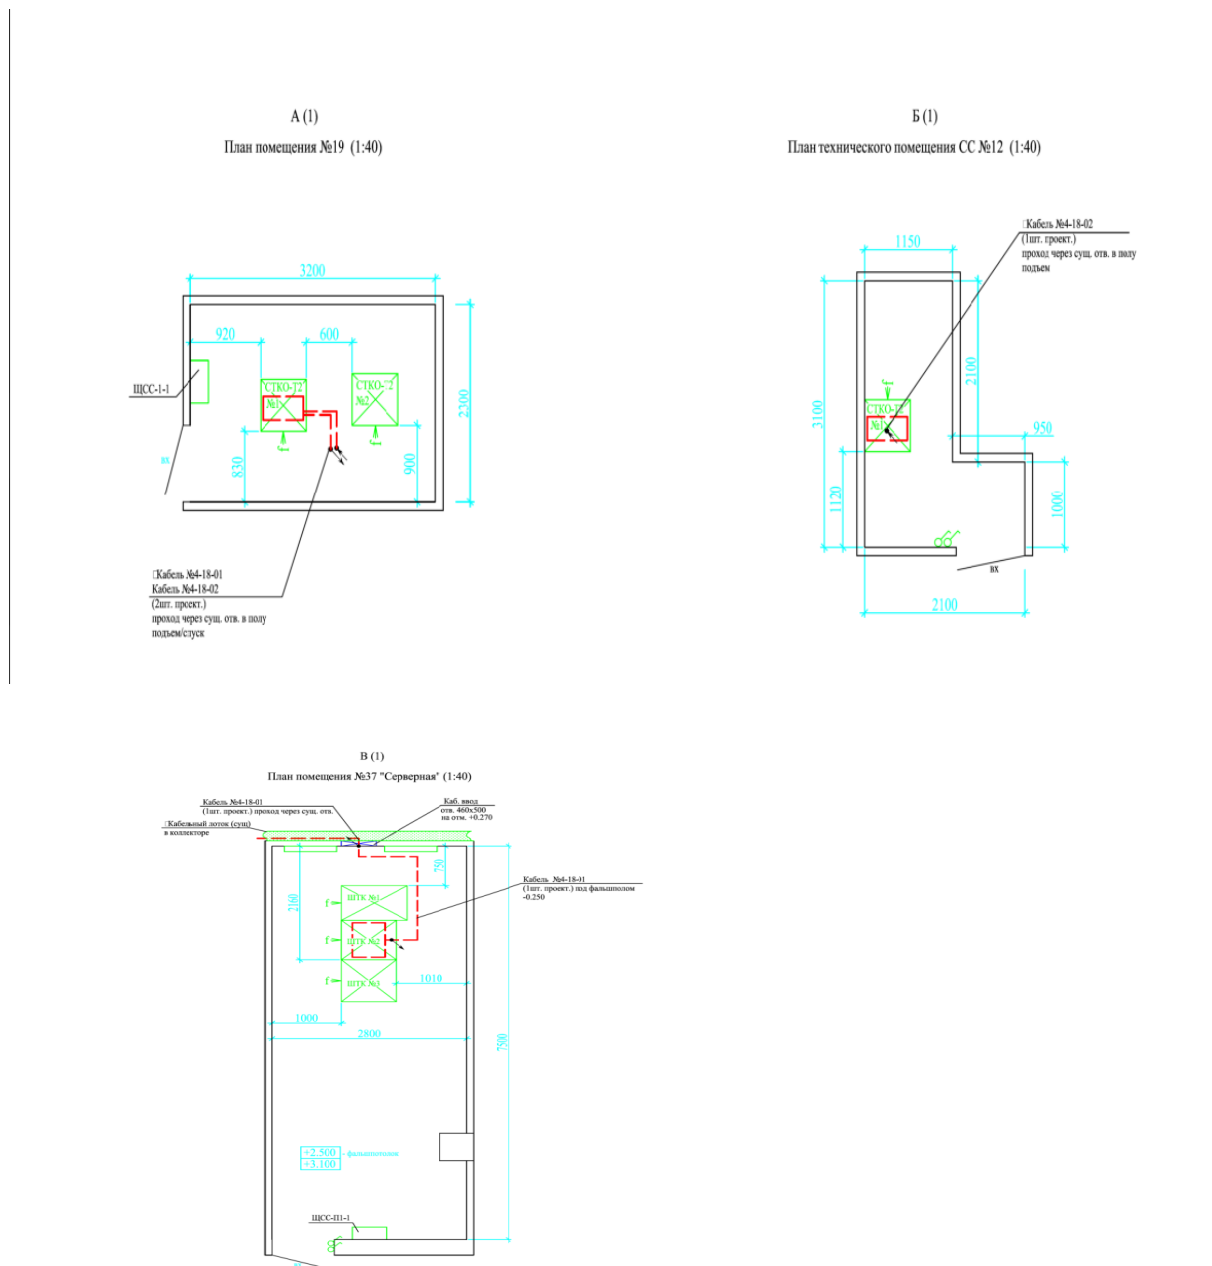 А (1)
План помещения №19 (1:40)
3200
920
600
СТКО-12
№1
СТКО-12
№2
ЩСС-1-1
2300
вх
f
f
830
900
Кабель №4-18-01
Кабель №4-18-02
(2шт. проект.)
проход через сущ. отв. в полу
подъем/спуск
Б (1)
План технического помещения СС №12 (1:40)
Кабель №4-18-02
(1шт. проект.)
проход через сущ. отв. в полу
подъем
1150
3100
2100
f
СТКО-12
№1
950
1120
1000
вх
2100
В (1)
План помещения №37 "Серверная" (1:40)
Кабель №4-18-01
(1шт. проект.) проход через сущ. отв.
Каб. ввод
отв. 460х500
на отм. +0.270
Кабельный лоток (сущ)
в коллекторе
750
2160
Кабель №4-18-01
(1шт. проект.) под фальшполом
-0.250
f
ШТК №1
f
ШТК №2
f
ШТК №3
1010
1000
2800
7500
+2.500
- фальшпотолок
+3.100
ЩСС-П1-1